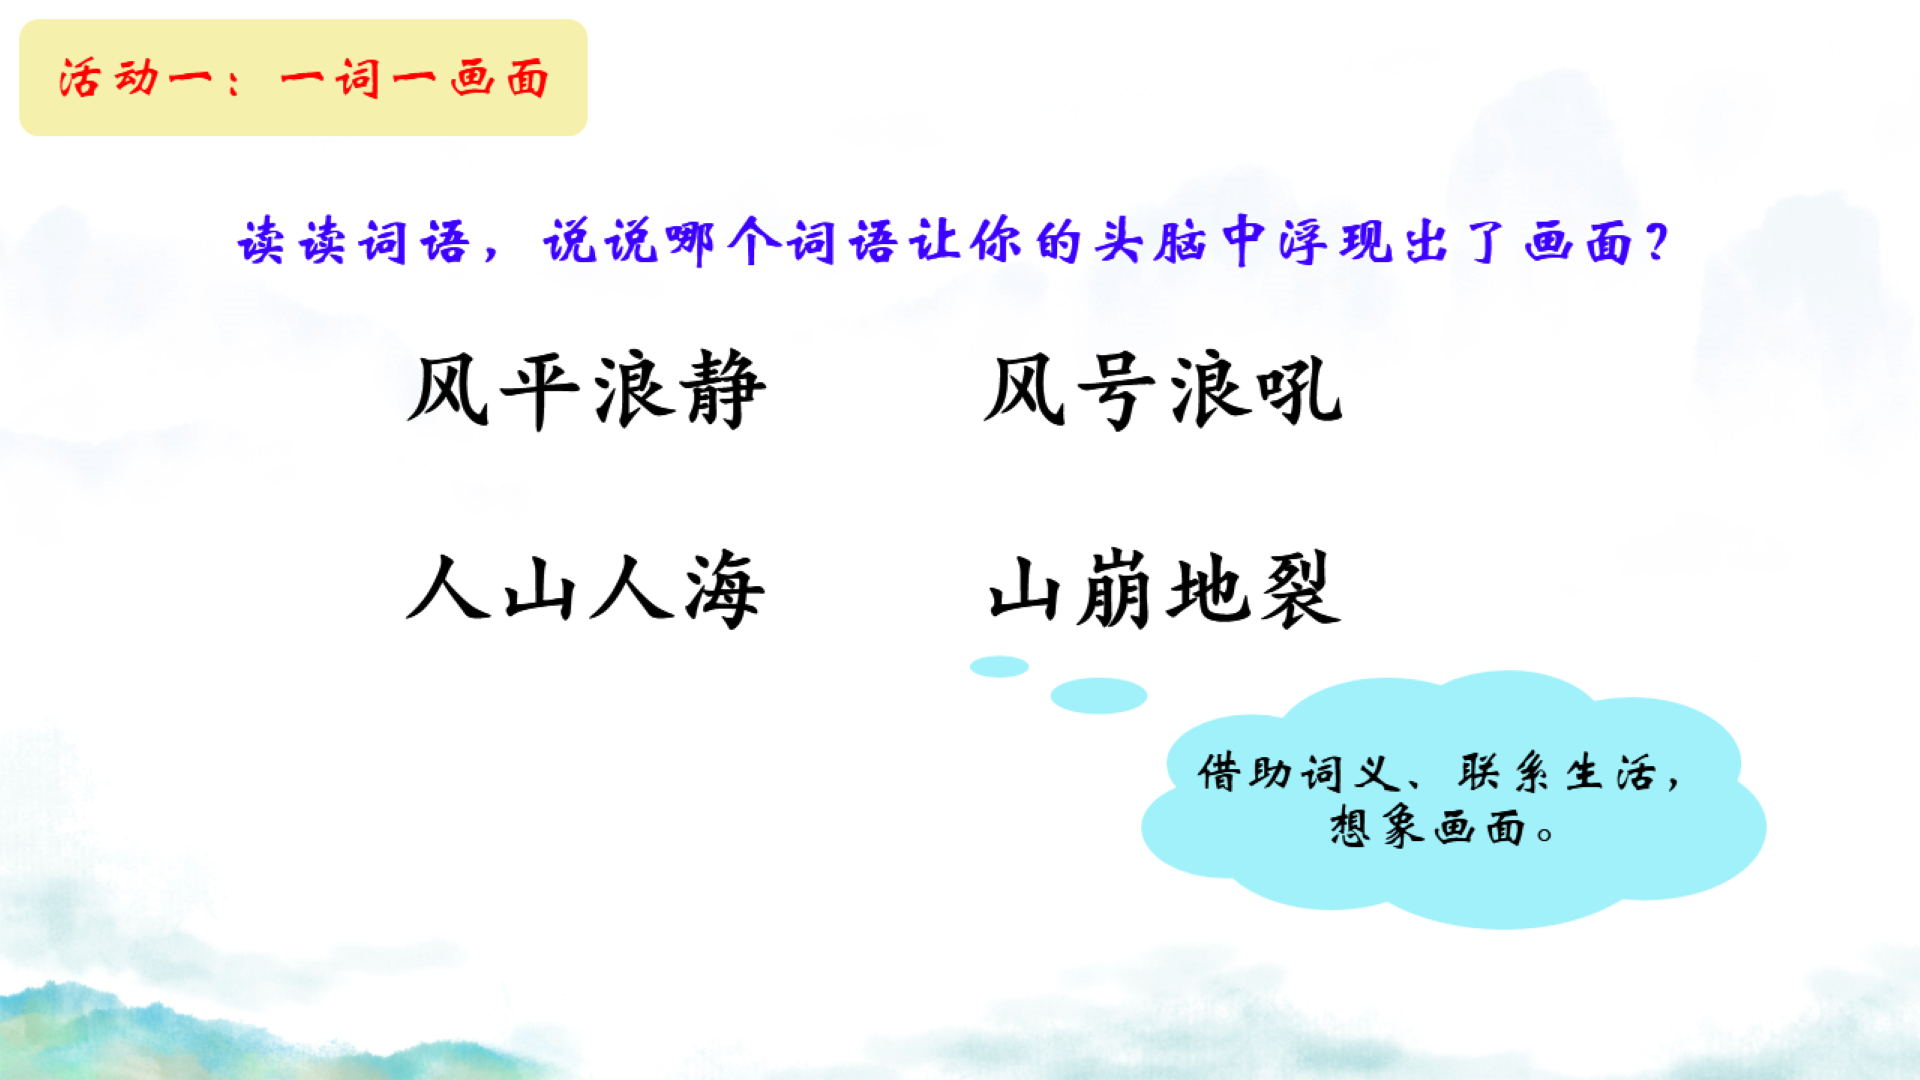 活动一：一词一画面
读读词语，说说哪个词语让你的头脑中浮现出了画面？
风平浪静 风号浪吼
人山人海 山崩地裂
借助词义、联系生活，
想象画面。